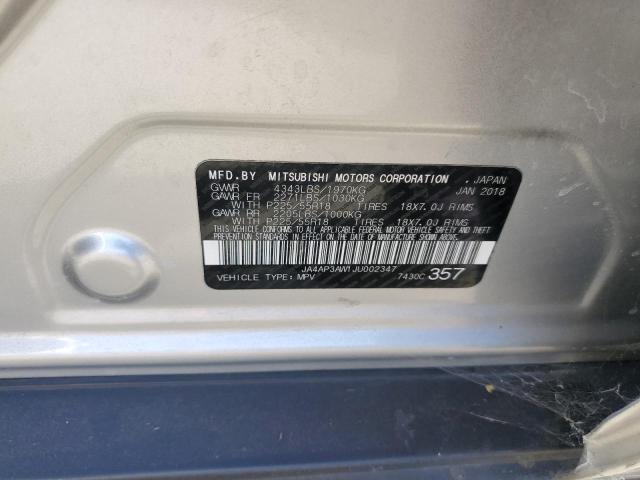 MFD.BY MITSUBISHI MOTORS CORPORATION JAPAN
GVWR 4343LBS/1970KG JAN 2018
GAWR FR 2271LBS/1030KG
WITH P225/55R18 TIRES 18X7.0J RIMS
GAWR RR 2205LBS/1000KG
WITH P225/55R18 TIRES 18X7.0J RIMS
THIS VEHICLE CONFORMS TO ALL APPLICABLE FEDERAL MOTOR VEHICLE SAFETY AND THEFT
PREVENTION STANDARDS IN EFFECT ON THE DATE OF MANUFACTURE SHOWN ABOVE.
JA4AP3AW1JU002347
VEHICLE TYPE: MPV 7430C 357